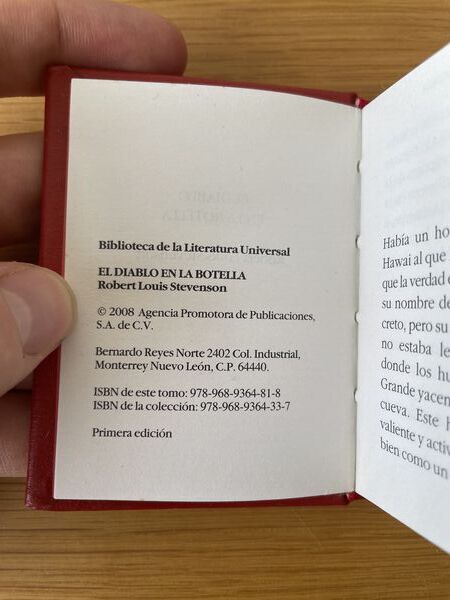 Biblioteca de la Literatura Universal
EL DIABLO EN LA BOTELLA
Robert Louis Stevenson
© 2008 Agencia Promotora de Publicaciones,
S.A. de C.V.
Bernardo Reyes Norte 2402 Col. Industrial,
Monterrey Nuevo León, C.P. 64440.
ISBN de este tomo: 978-968-9364-81-8
ISBN de la colección: 978-968-9364-33-7
Primera edición
Había un ho
Hawai al que
que la verdad
su nombre de
creto, pero su
no estaba le
donde los hu
Grande yacen
cueva. Este
valiente y activ
bien como un